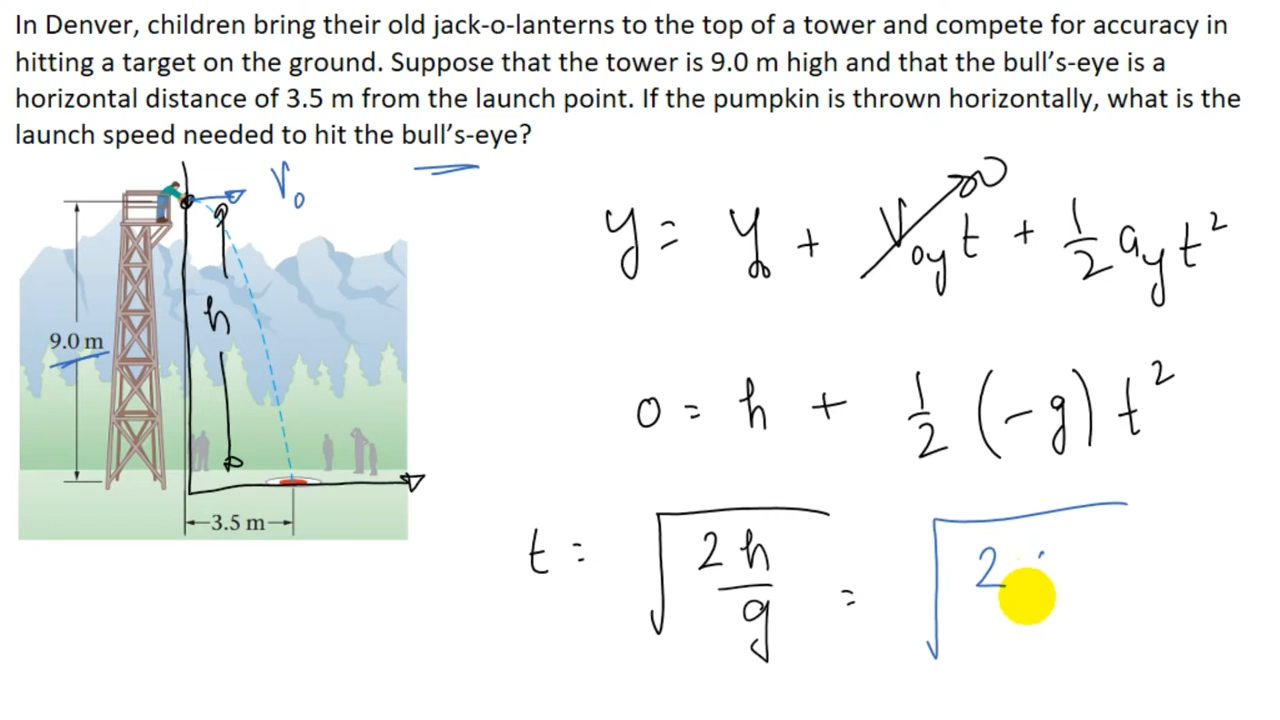 In Denver, children bring their old jack-o-lanterns to the top of a tower and compete for accuracy in
hitting a target on the ground. Suppose that the tower is 9.0 m high and that the bull's-eye is a
horizontal distance of 3.5 m from the launch point. If the pumpkin is thrown horizontally, what is the
launch speed needed to hit the bull's-eye?
V₀
y = y₀ + V₀yt + 1/2 ayt²
h
9.0 m
0 = h + 1/2 (-g) t²
3.5 m
t = √(2h/g) = √(2